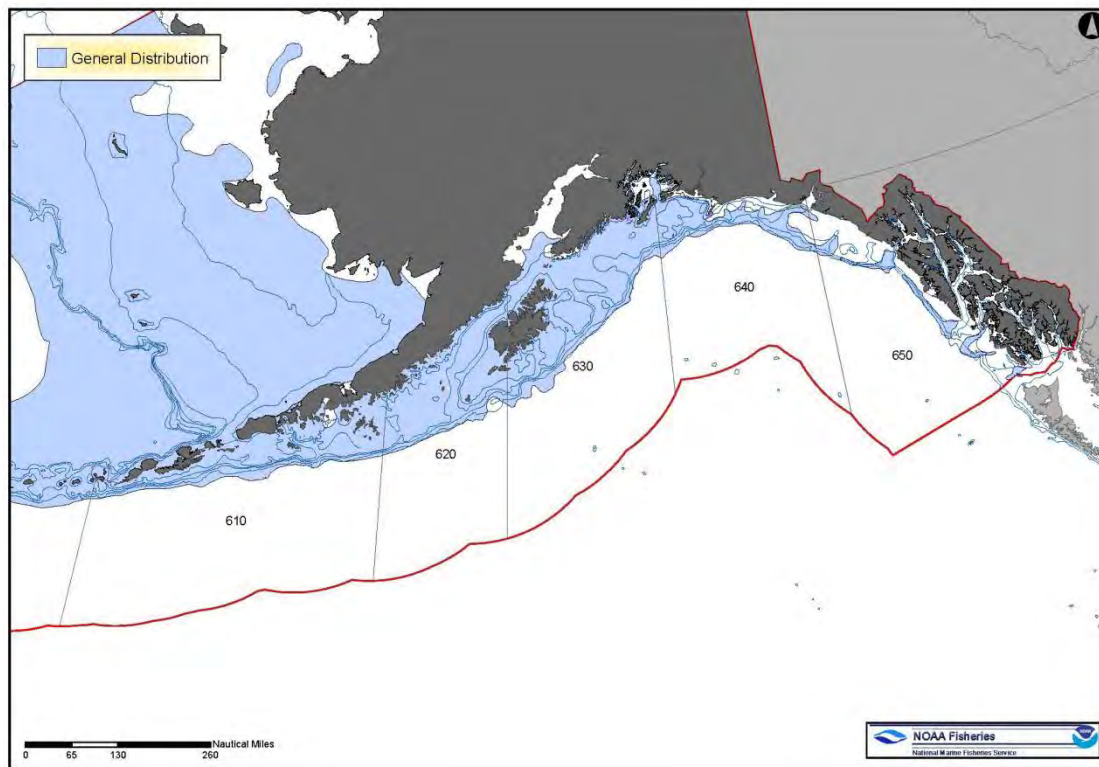 General Distribution
640
650
630
620
610
Nautical Miles
0 65 130 260
NOAA Fisheries
National Marine Fisheries Service